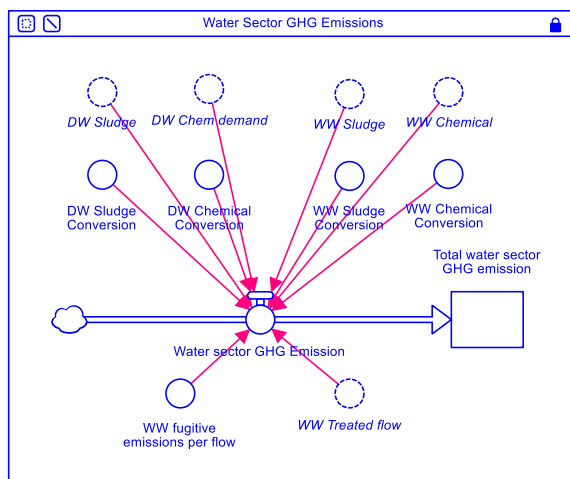 Water Sector GHG Emissions
DW Sludge
DW Chem demand
WW Sludge
WW Chemical
DW Sludge
Conversion
DW Chemical
Conversion
WW Sludge
Conversion
WW Chemical
Conversion
Total water sector
GHG emission
Water sector GHG Emission
WW fugitive
emissions per flow
WW Treated flow